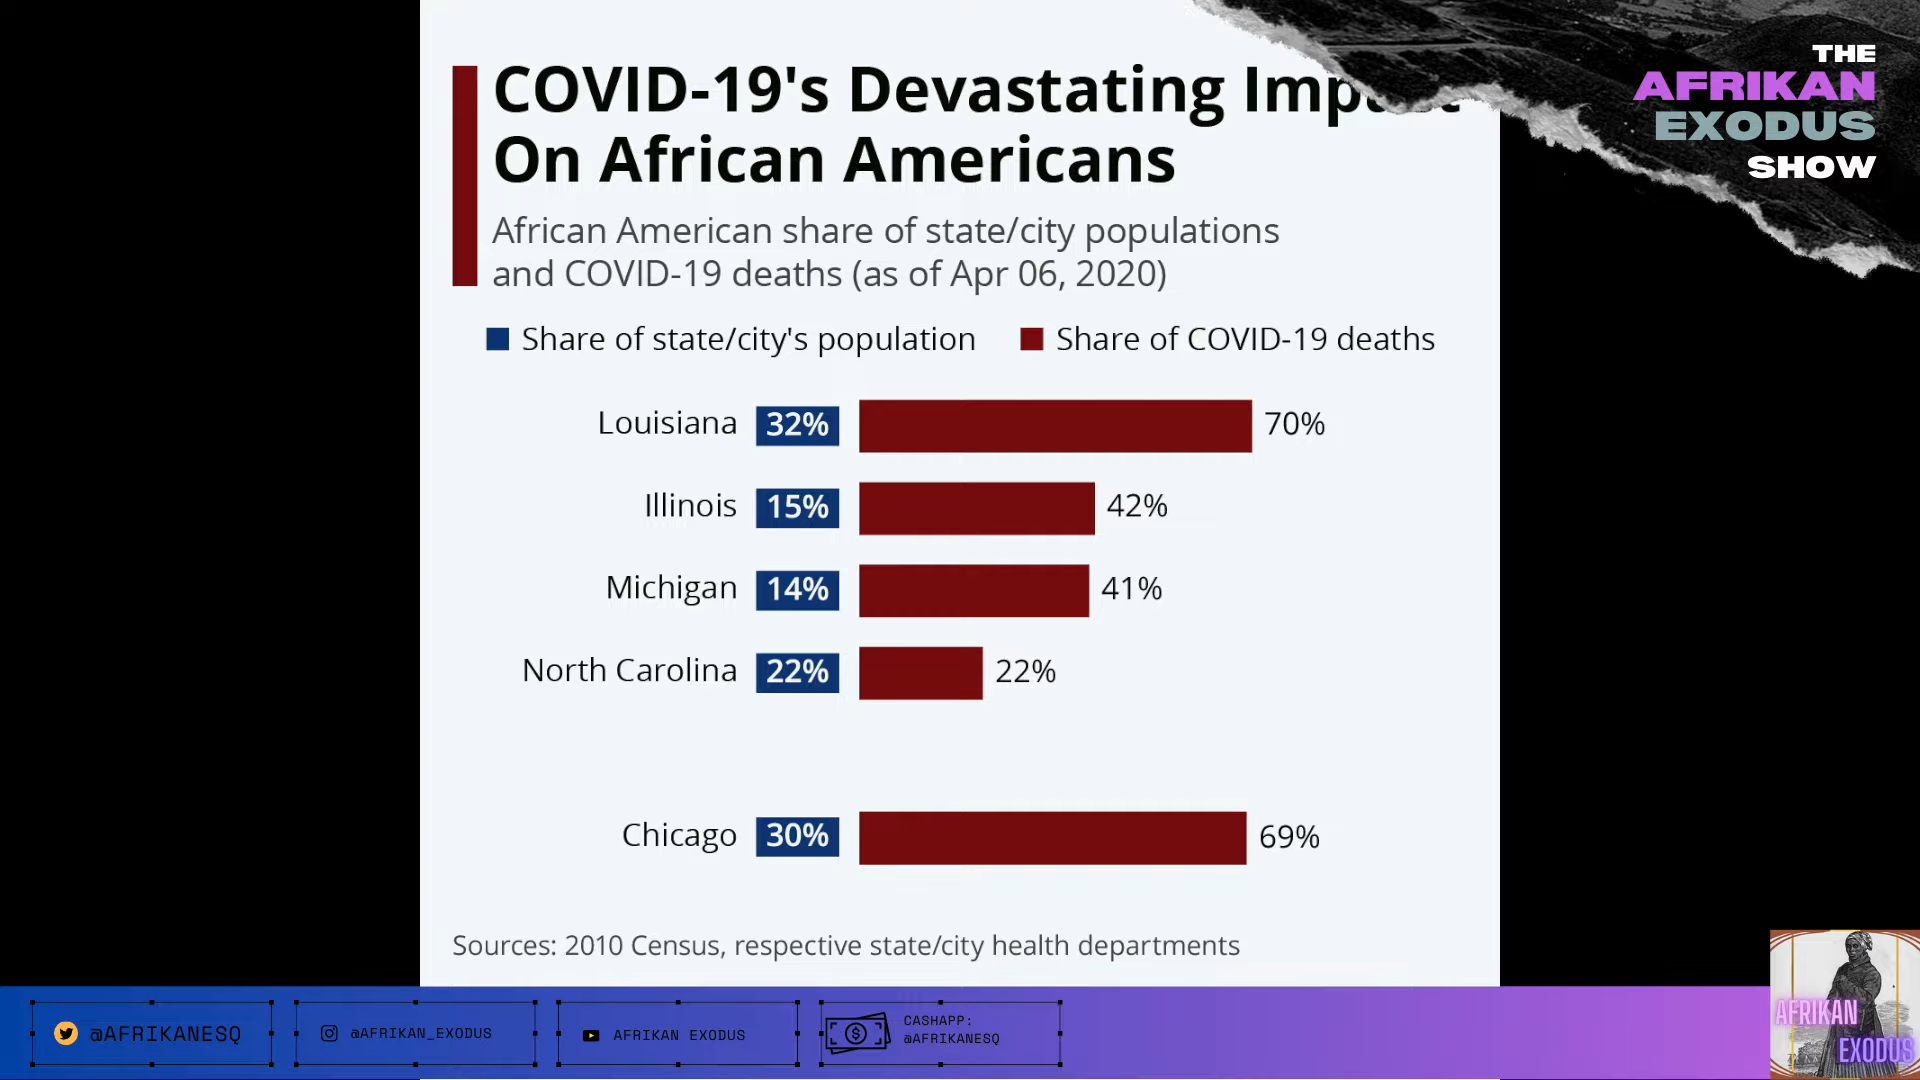 COVID-19's Devastating Impact
On African Americans
African American share of state/city populations
and COVID-19 deaths (as of Apr 06, 2020)
Share of state/city's population Share of COVID-19 deaths
Louisiana 32% 70%
Illinois 15% 42%
Michigan 14% 41%
North Carolina 22% 22%
Chicago 30% 69%
Sources: 2010 Census, respective state/city health departments
THE
AFRIKAN
EXODUS
SHOW
@AFRIKANESQ
@AFRIKAN_EXODUS
AFRIKAN EXODUS
CASHAPP:
@AFRIKANESQ
AFRIKAN
EXODUS